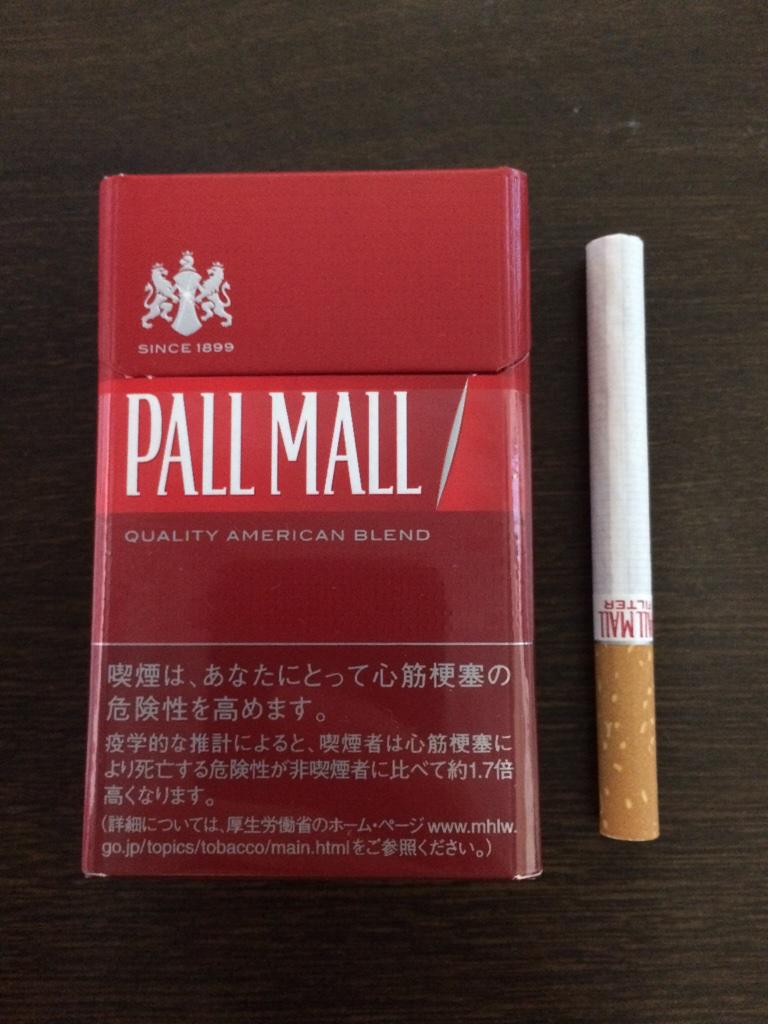 SINCE 1899
PALL MALL
QUALITY AMERICAN BLEND
喫煙は、あなたにとって心筋梗塞の
危険性を高めます。
疫学的な推計によると、喫煙者は心筋梗塞に
より死亡する危険性が非喫煙者に比べて約1.7倍
高くなります。
(詳細については、厚生労働省のホーム・ページ www.mhlw.
go.jp/topics/tobacco/main.htmlをご参照ください。)
ALL MALL
FILTER